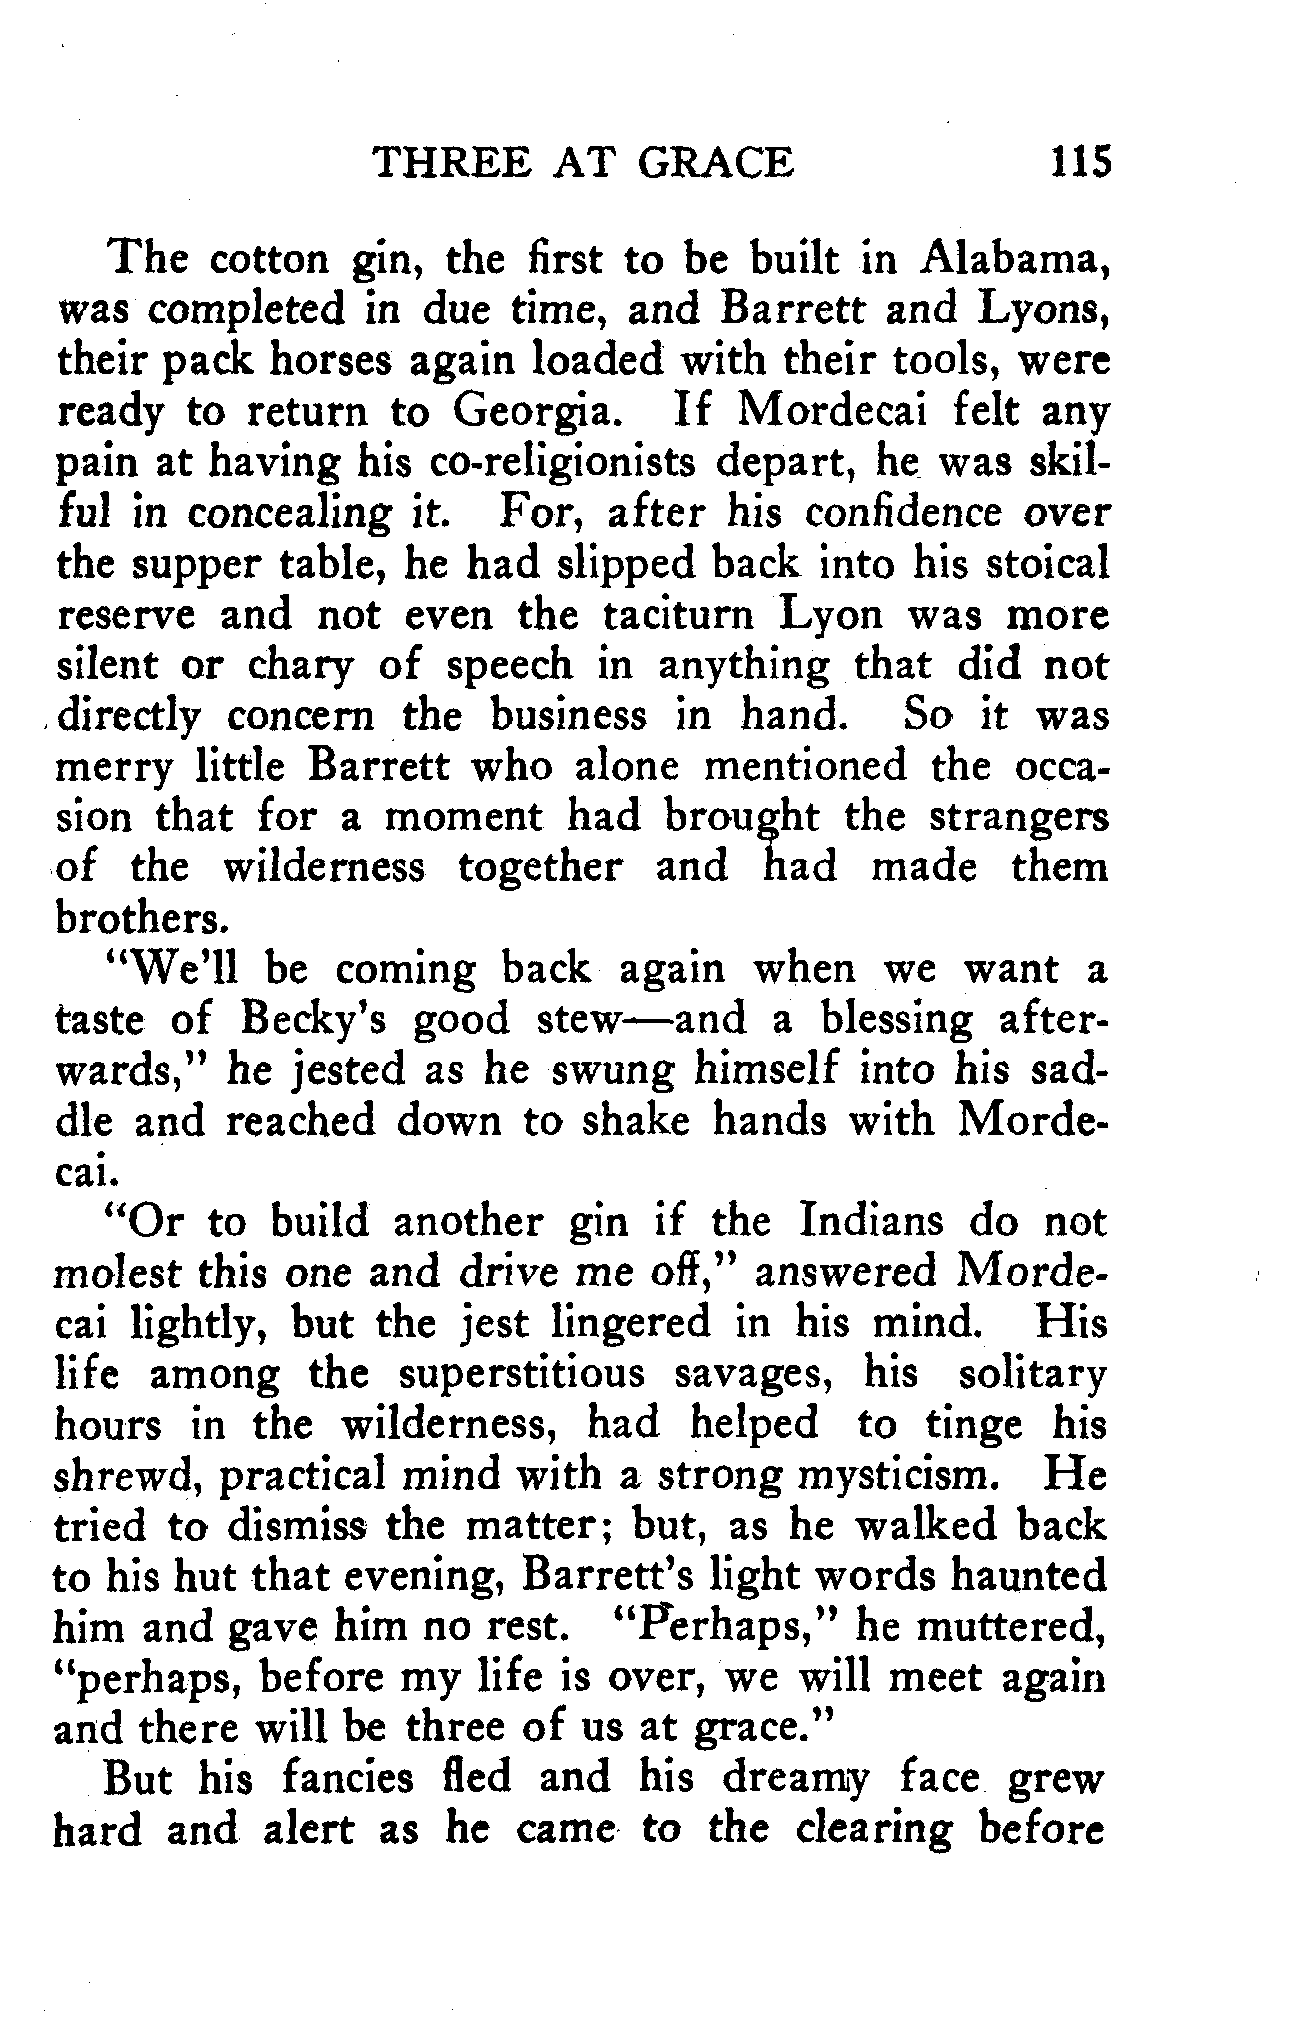 THREE AT GRACE 115
The cotton gin, the first to be built in Alabama,
was completed in due time, and Barrett and Lyons,
their pack horses again loaded with their tools, were
ready to return to Georgia. If Mordecai felt any
pain at having his co-religionists depart, he was skil-
ful in concealing it. For, after his confidence over
the supper table, he had slipped back into his stoical
reserve and not even the taciturn Lyon was more
silent or chary of speech in anything that did not
directly concern the business in hand. So it was
merry little Barrett who alone mentioned the occa-
sion that for a moment had brought the strangers
of the wilderness together and had made them
brothers.
"We'll be coming back again when we want a
taste of Becky's good stew—and a blessing after-
wards," he jested as he swung himself into his sad-
dle and reached down to shake hands with Morde-
cai.
"Or to build another gin if the Indians do not
molest this one and drive me off," answered Morde-
cai lightly, but the jest lingered in his mind. His
life among the superstitious savages, his solitary
hours in the wilderness, had helped to tinge his
shrewd, practical mind with a strong mysticism. He
tried to dismiss the matter; but, as he walked back
to his hut that evening, Barrett's light words haunted
him and gave him no rest. "Perhaps," he muttered,
"perhaps, before my life is over, we will meet again
and there will be three of us at grace."
But his fancies fled and his dreamy face grew
hard and alert as he came to the clearing before